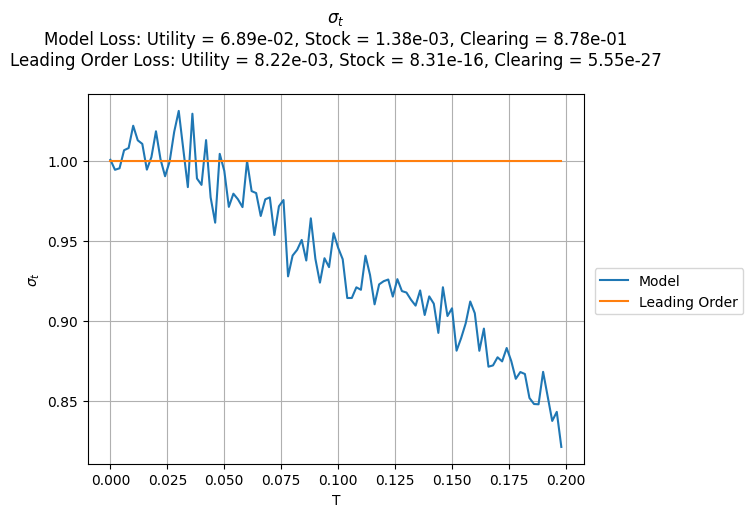 σt
Model Loss: Utility = 6.89e-02, Stock = 1.38e-03, Clearing = 8.78e-01
Leading Order Loss: Utility = 8.22e-03, Stock = 8.31e-16, Clearing = 5.55e-27
1.00
0.95
0.90
0.85
σt
0.000 0.025 0.050 0.075 0.100 0.125 0.150 0.175 0.200
T
Model
Leading Order